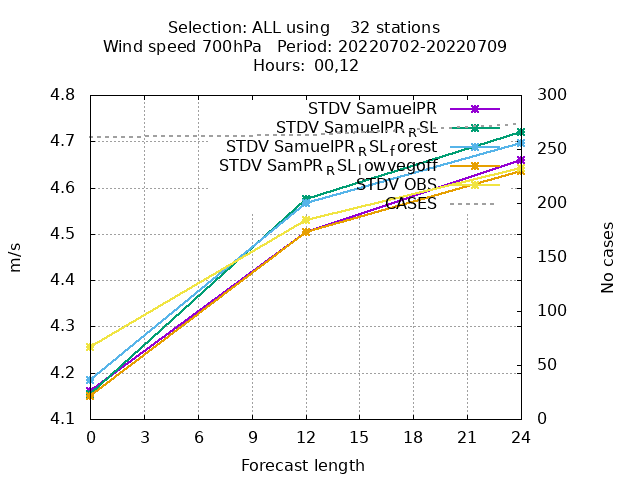 Selection: ALL using    32 stations
Wind speed 700hPa   Period: 20220702-20220709
Hours:  00,12
4.8
4.7
4.6
4.5
4.4
4.3
4.2
4.1
m/s
STDV SamuelPR
STDV SamuelPR_RSL
STDV SamuelPR_RSL_forest
STDV SamPR_RSL_lowvegoff
STDV OBS
CASES
300
250
200
150
100
50
0
No cases
0 3 6 9 12 15 18 21 24
Forecast length